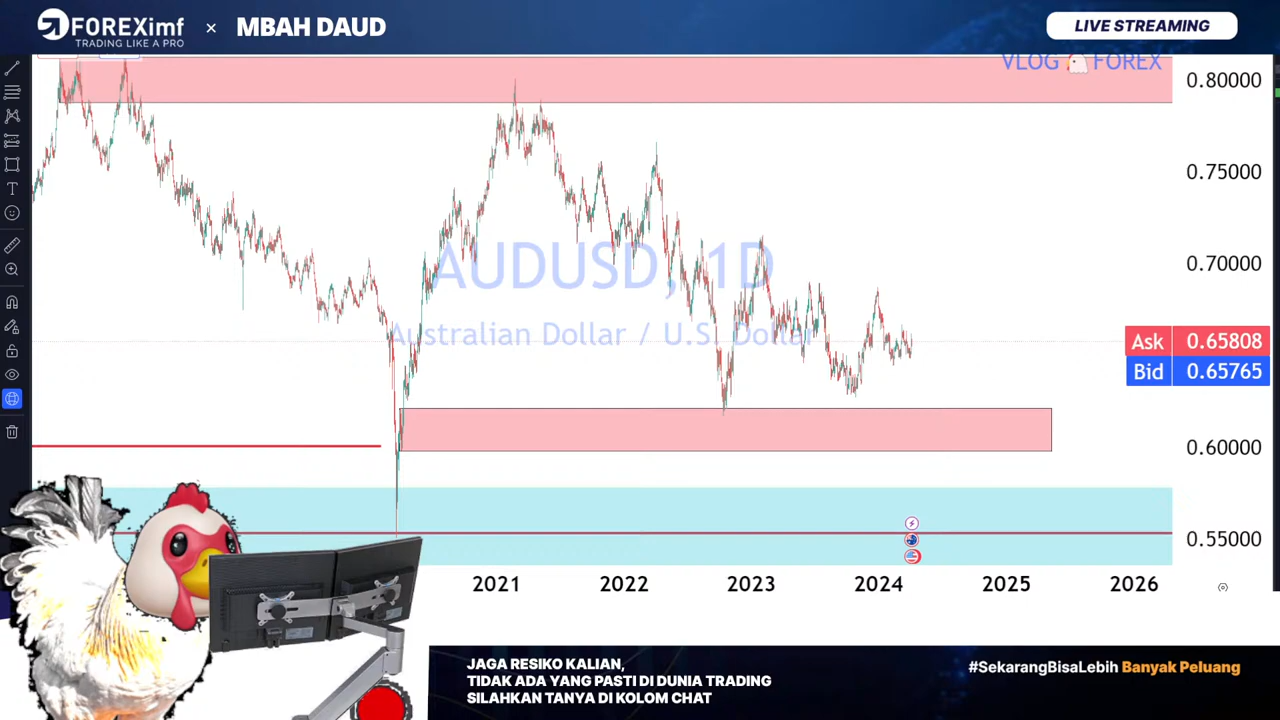 FOREXimf
TRADING LIKE A PRO
×
MBAH DAUD
LIVE STREAMING
VLOG FOREX
0.80000
0.75000
0.70000
AUDUSD, 1D
Australian Dollar / U.S. Dollar
Ask 0.65808
Bid 0.65765
0.60000
0.55000
2021 2022 2023 2024 2025 2026
JAGA RESIKO KALIAN,
TIDAK ADA YANG PASTI DI DUNIA TRADING
SILAHKAN TANYA DI KOLOM CHAT
#SekarangBisaLebih Banyak Peluang